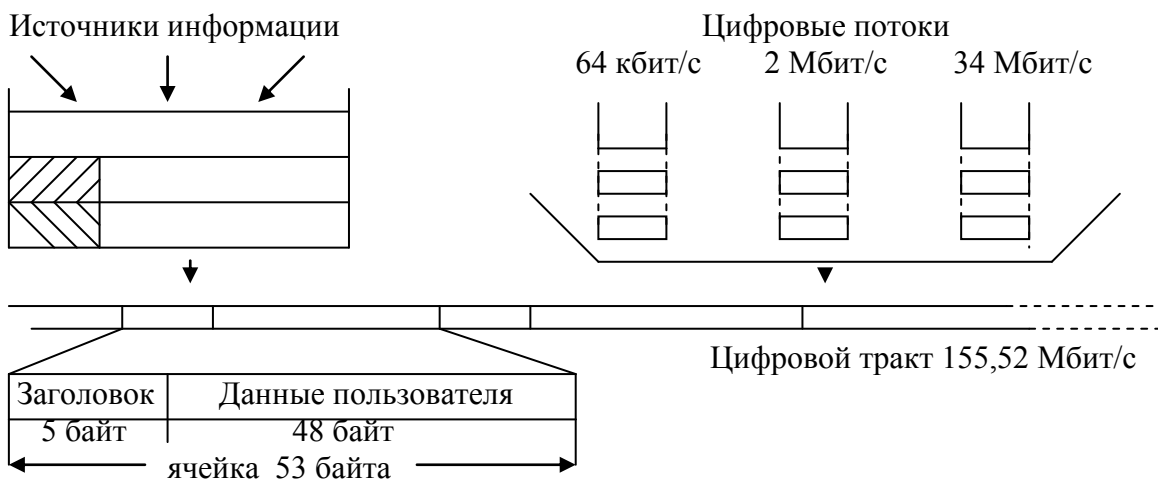 Источники информации
Цифровые потоки
64 кбит/с 2 Мбит/с 34 Мбит/с
Цифровой тракт 155,52 Мбит/с
Заголовок Данные пользователя
5 байт 48 байт
ячейка 53 байта